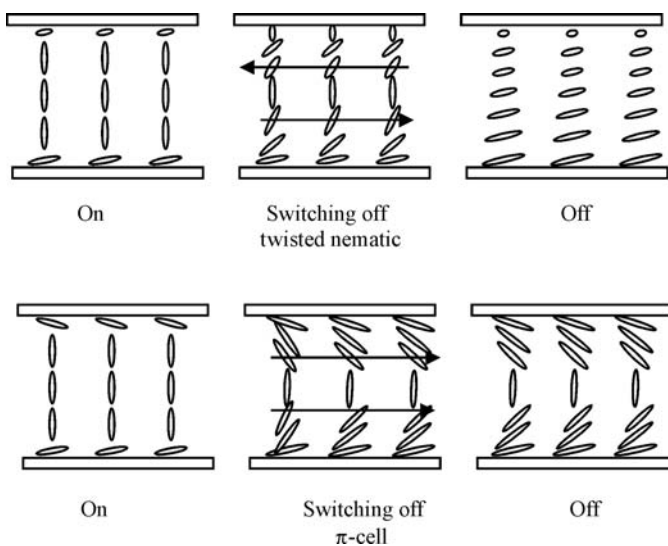 On
Switching off
twisted nematic
Off
On
Switching off
π-cell
Off